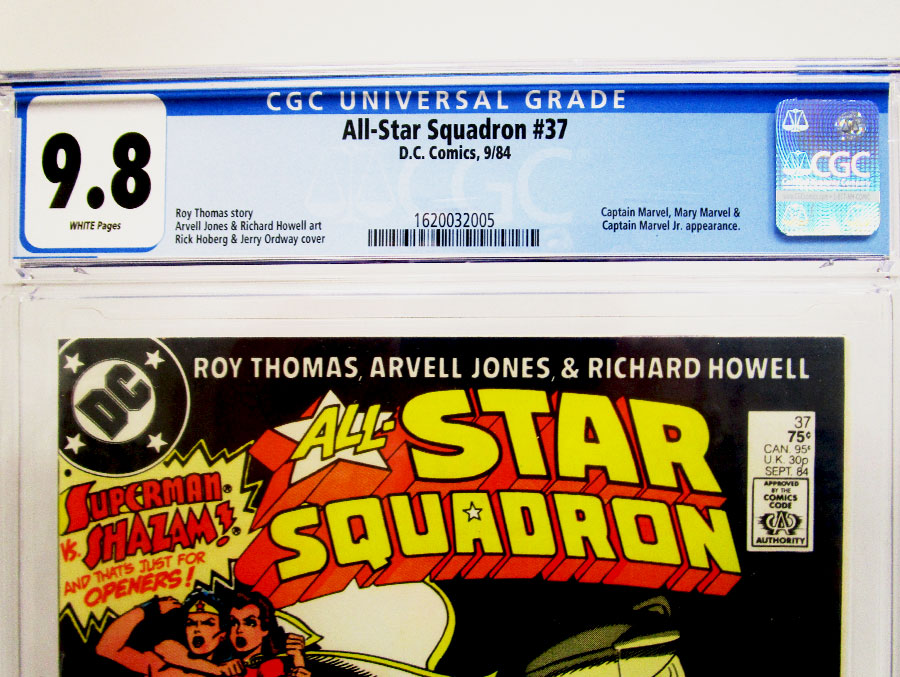 CGC UNIVERSAL GRADE
All-Star Squadron #37
D.C. Comics, 9/84
9.8
WHITE Pages
Roy Thomas story
Arvell Jones & Richard Howell art
Rick Hoberg & Jerry Ordway cover
1620032005
Captain Marvel, Mary Marvel &
Captain Marvel Jr. appearance.
CGC
DC
ROY THOMAS, ARVELL JONES, & RICHARD HOWELL
ALL-STAR
SQUADRON
37
75¢
CAN. 95¢
U.K. 30p
SEPT. 84
APPROVED
BY THE
COMICS
CODE
AUTHORITY
SUPERMAN®
VS. SHAZAM!®
AND THAT'S JUST FOR
OPENERS!